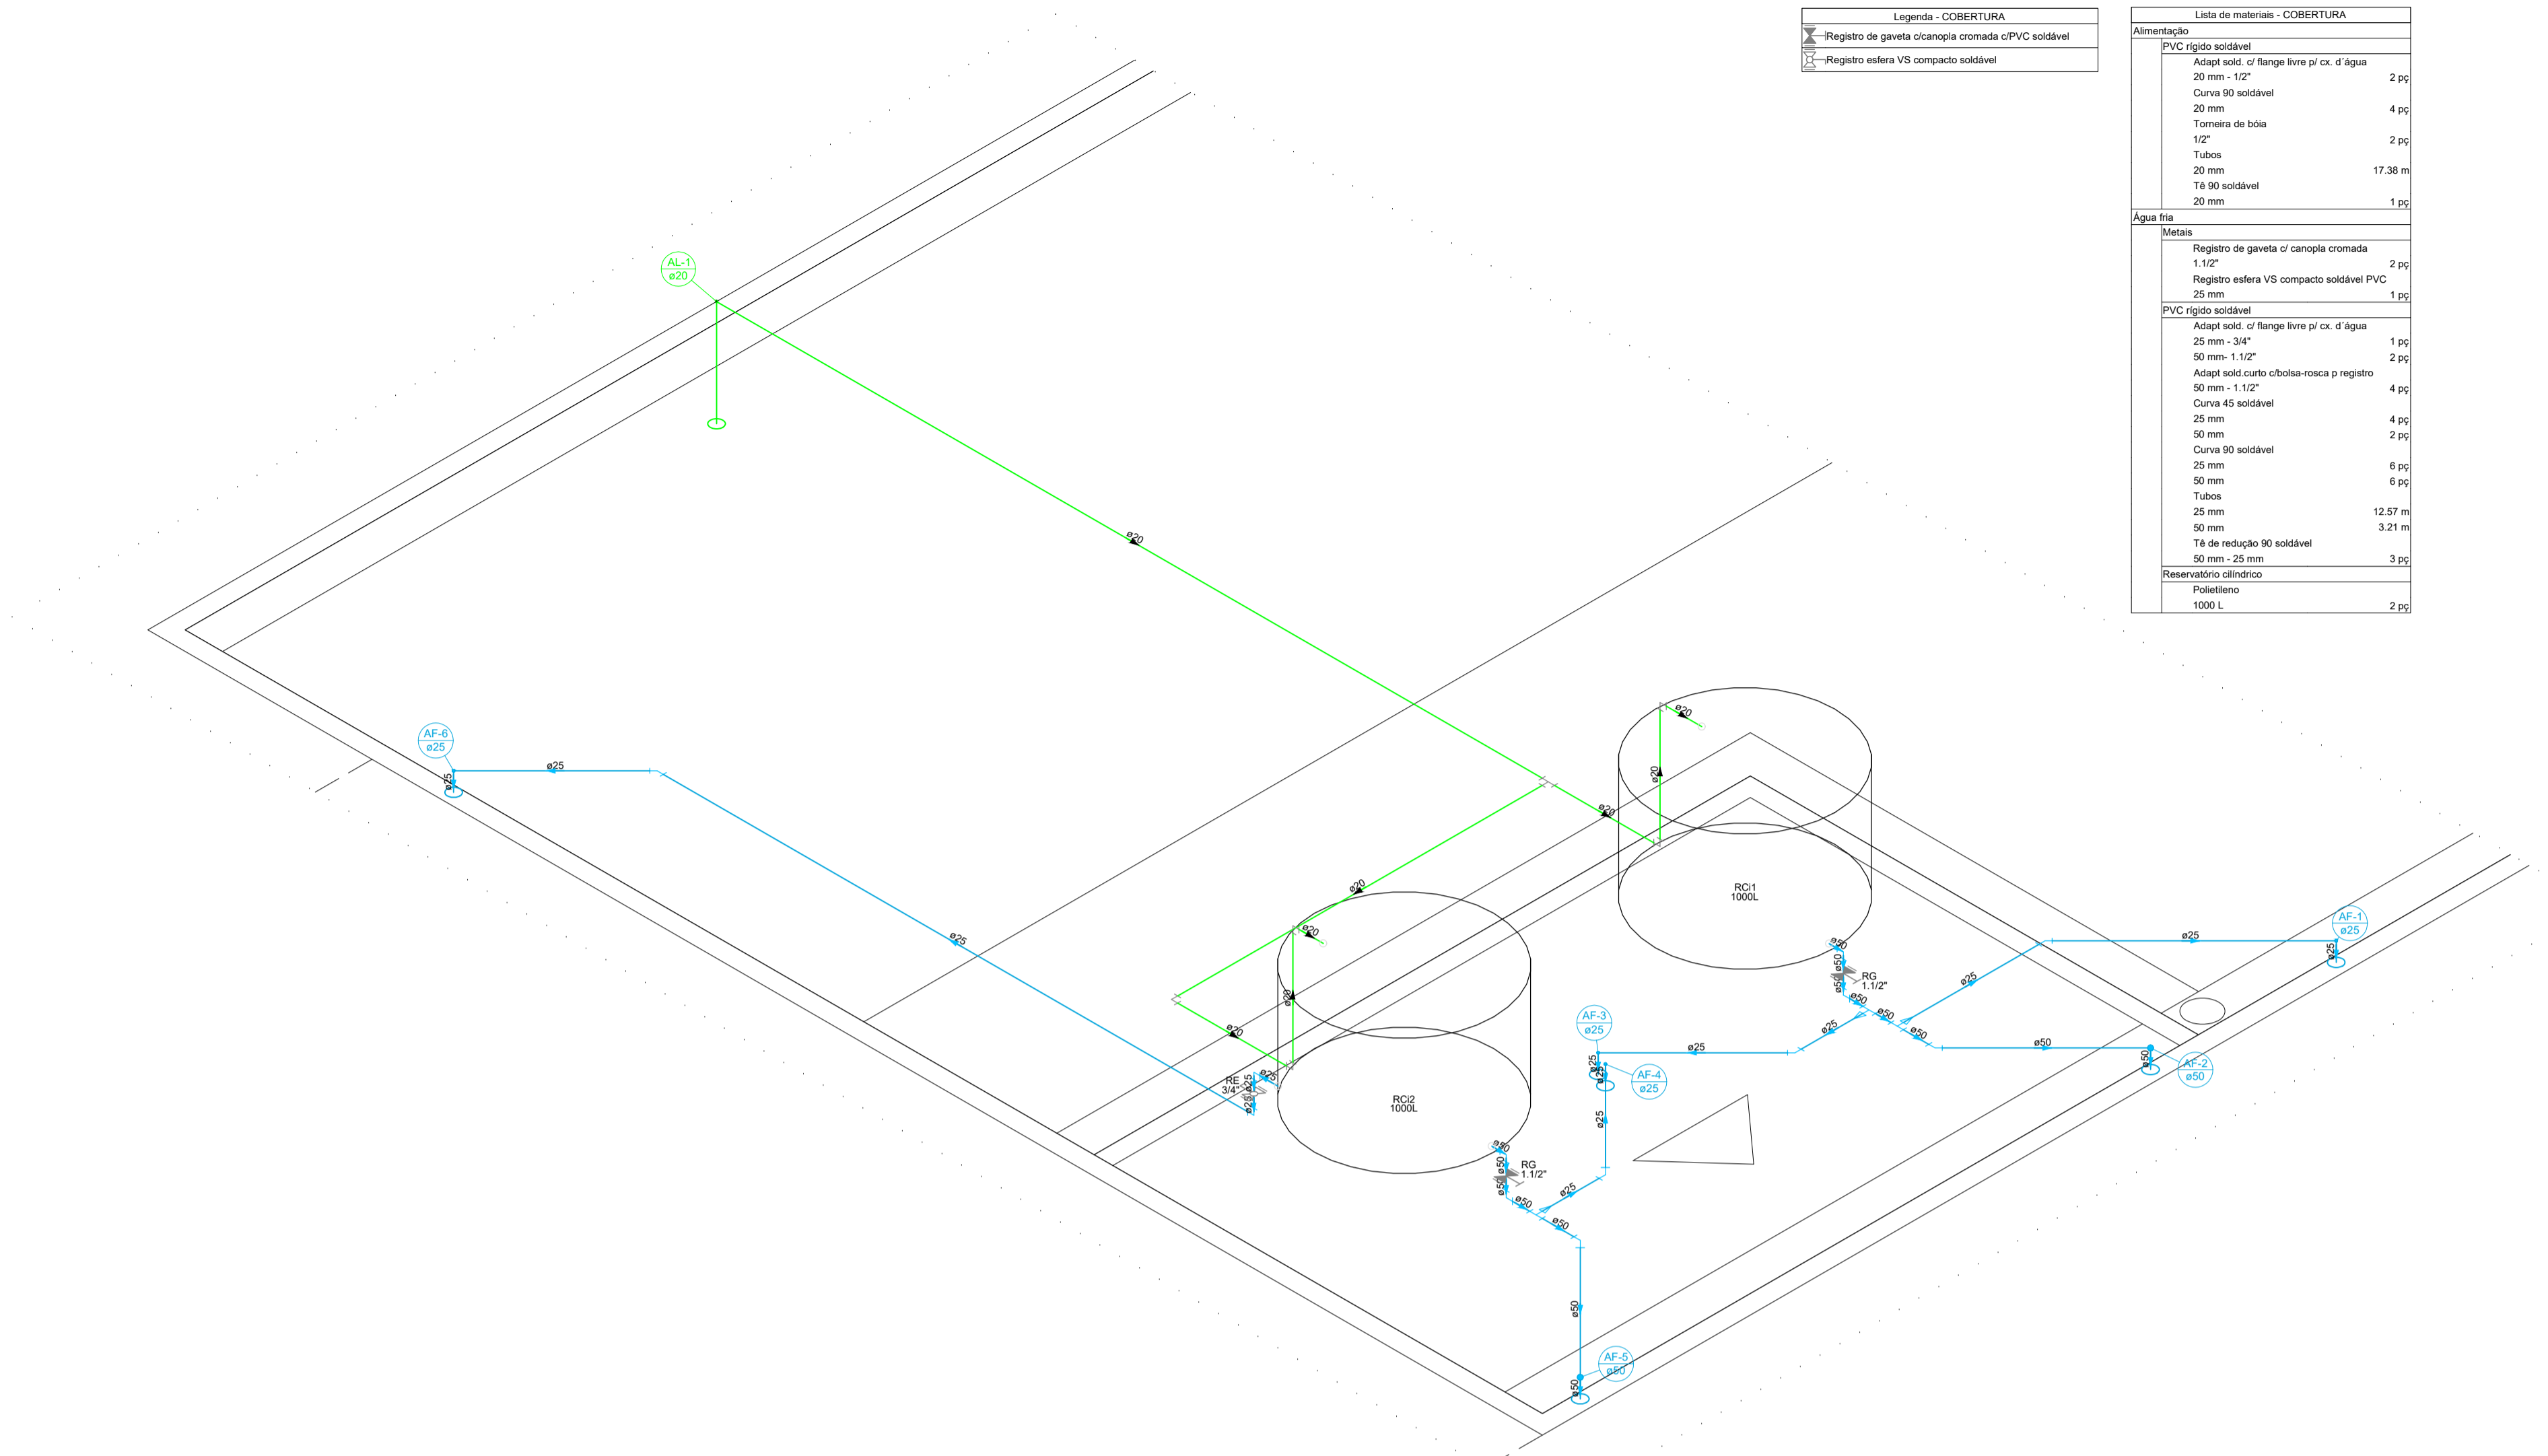 Legenda - COBERTURA
Registro de gaveta c/canopla cromada c/PVC soldável
Registro esfera VS compacto soldável
Lista de materiais - COBERTURA
Alimentação
PVC rígido soldável
Adapt sold. c/ flange livre p/ cx. d´água
20 mm - 1/2" 2 pç
Curva 90 soldável
20 mm 4 pç
Torneira de bóia
1/2" 2 pç
Tubos
20 mm 17.38 m
Tê 90 soldável
20 mm 1 pç
Água fria
Metais
Registro de gaveta c/ canopla cromada
1.1/2" 2 pç
Registro esfera VS compacto soldável PVC
25 mm 1 pç
PVC rígido soldável
Adapt sold. c/ flange livre p/ cx. d´água
25 mm - 3/4" 1 pç
50 mm- 1.1/2" 2 pç
Adapt sold.curto c/bolsa-rosca p registro
50 mm - 1.1/2" 4 pç
Curva 45 soldável
25 mm 4 pç
50 mm 2 pç
Curva 90 soldável
25 mm 6 pç
50 mm 6 pç
Tubos
25 mm 12.57 m
50 mm 3.21 m
Tê de redução 90 soldável
50 mm - 25 mm 3 pç
Reservatório cilíndrico
Polietileno
1000 L 2 pç
AL-1
ø20
ø20
ø20
ø20
ø20
ø20
ø20
ø20
ø20
AF-6
ø25
ø25
ø25
ø25
RCi1
1000L
RCi2
1000L
RE
3/4"
ø25
ø25
ø25
ø50
ø50
ø50
RG
1.1/2"
ø50
ø50
ø50
ø50
ø50
AF-1
ø25
ø25
ø25
ø25
AF-2
ø50
AF-3
ø25
ø25
ø25
ø25
ø25
AF-4
ø25
ø25
ø25
ø50
ø50
ø50
RG
1.1/2"
ø50
ø50
ø50
AF-5
ø50
ø50